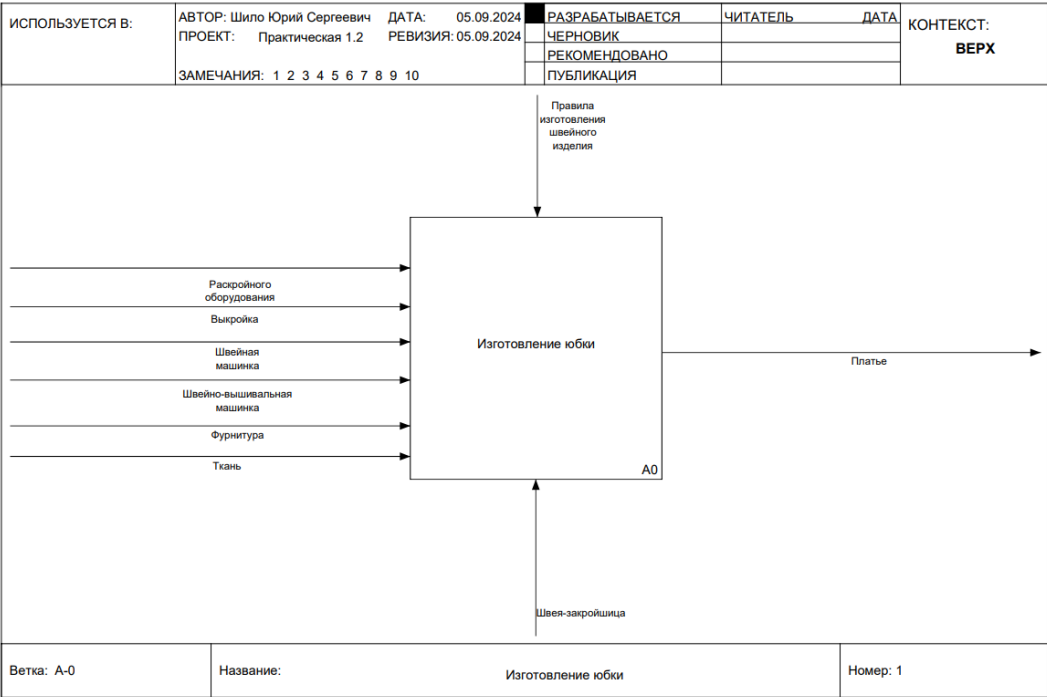 ИСПОЛЬЗУЕТСЯ В:
АВТОР: Шило Юрий Сергеевич ДАТА: 05.09.2024
ПРОЕКТ: Практическая 1.2 РЕВИЗИЯ: 05.09.2024
ЗАМЕЧАНИЯ: 1 2 3 4 5 6 7 8 9 10
РАЗРАБАТЫВАЕТСЯ
ЧЕРНОВИК
РЕКОМЕНДОВАНО
ПУБЛИКАЦИЯ
ЧИТАТЕЛЬ ДАТА
КОНТЕКСТ:
ВЕРХ
Правила
изготовления
швейного
изделия
Раскройного
оборудования
Выкройка
Швейная
машинка
Швейно-вышивальная
машинка
Фурнитура
Ткань
Изготовление юбки
A0
Платье
Швея-закройшица
Ветка: A-0
Название: Изготовление юбки
Номер: 1